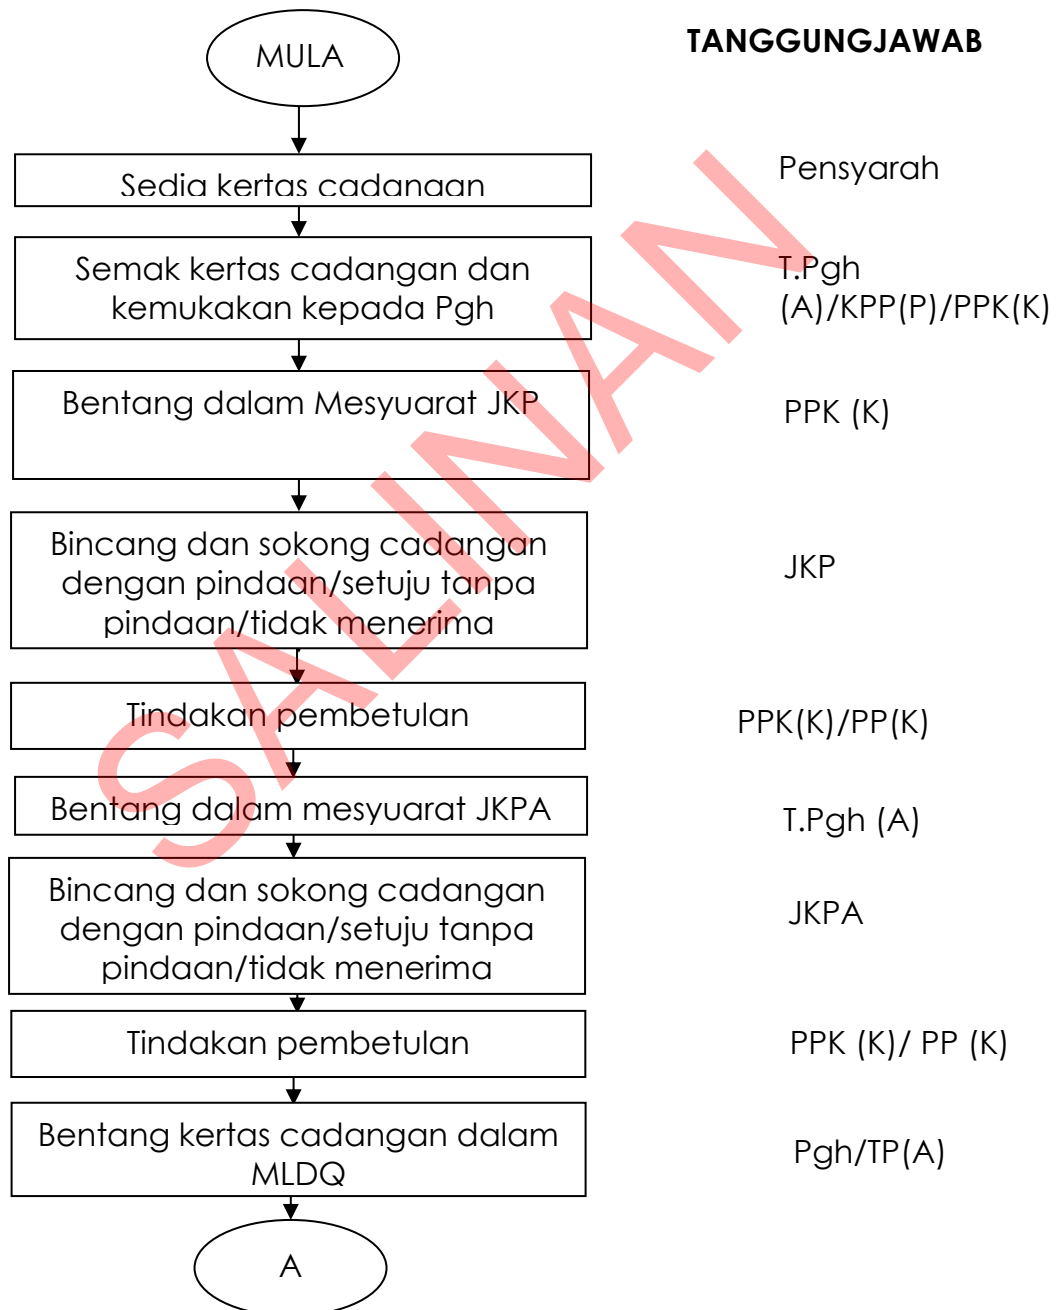 MULA
TANGGUNGJAWAB
Sedia kertas cadangan
Pensyarah
Semak kertas cadangan dan
kemukakan kepada Pgh
T.Pgh
(A)/KPP(P)/PPK(K)
Bentang dalam Mesyuarat JKP
PPK (K)
Bincang dan sokong cadangan
dengan pindaan/setuju tanpa
pindaan/tidak menerima
JKP
Tindakan pembetulan
PPK(K)/PP(K)
Bentang dalam mesyuarat JKPA
T.Pgh (A)
Bincang dan sokong cadangan
dengan pindaan/setuju tanpa
pindaan/tidak menerima
JKPA
Tindakan pembetulan
PPK (K)/ PP (K)
Bentang kertas cadangan dalam
MLDQ
Pgh/TP(A)
A
SALINAN